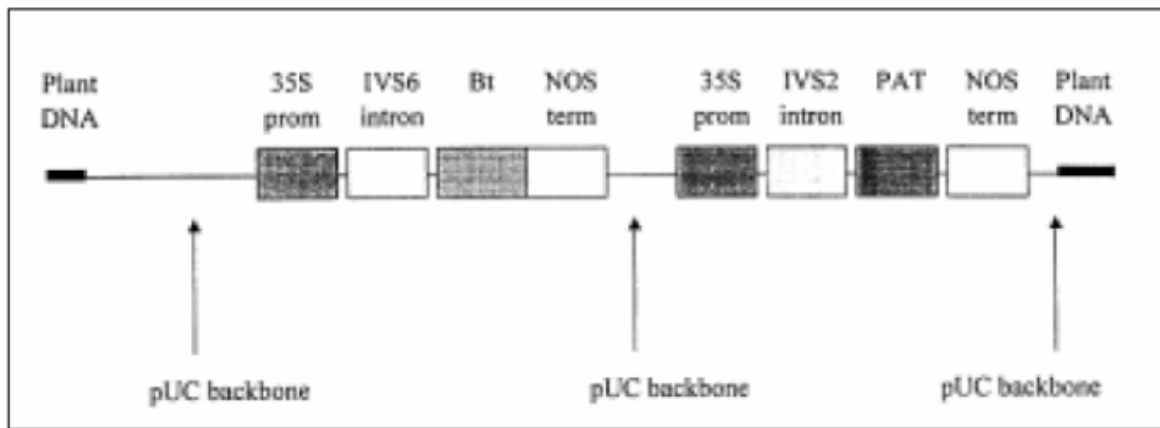 Plant 35S IVS6 Bt NOS 35S IVS2 PAT NOS Plant
DNA prom intron term prom intron term DNA
pUC backbone pUC backbone pUC backbone